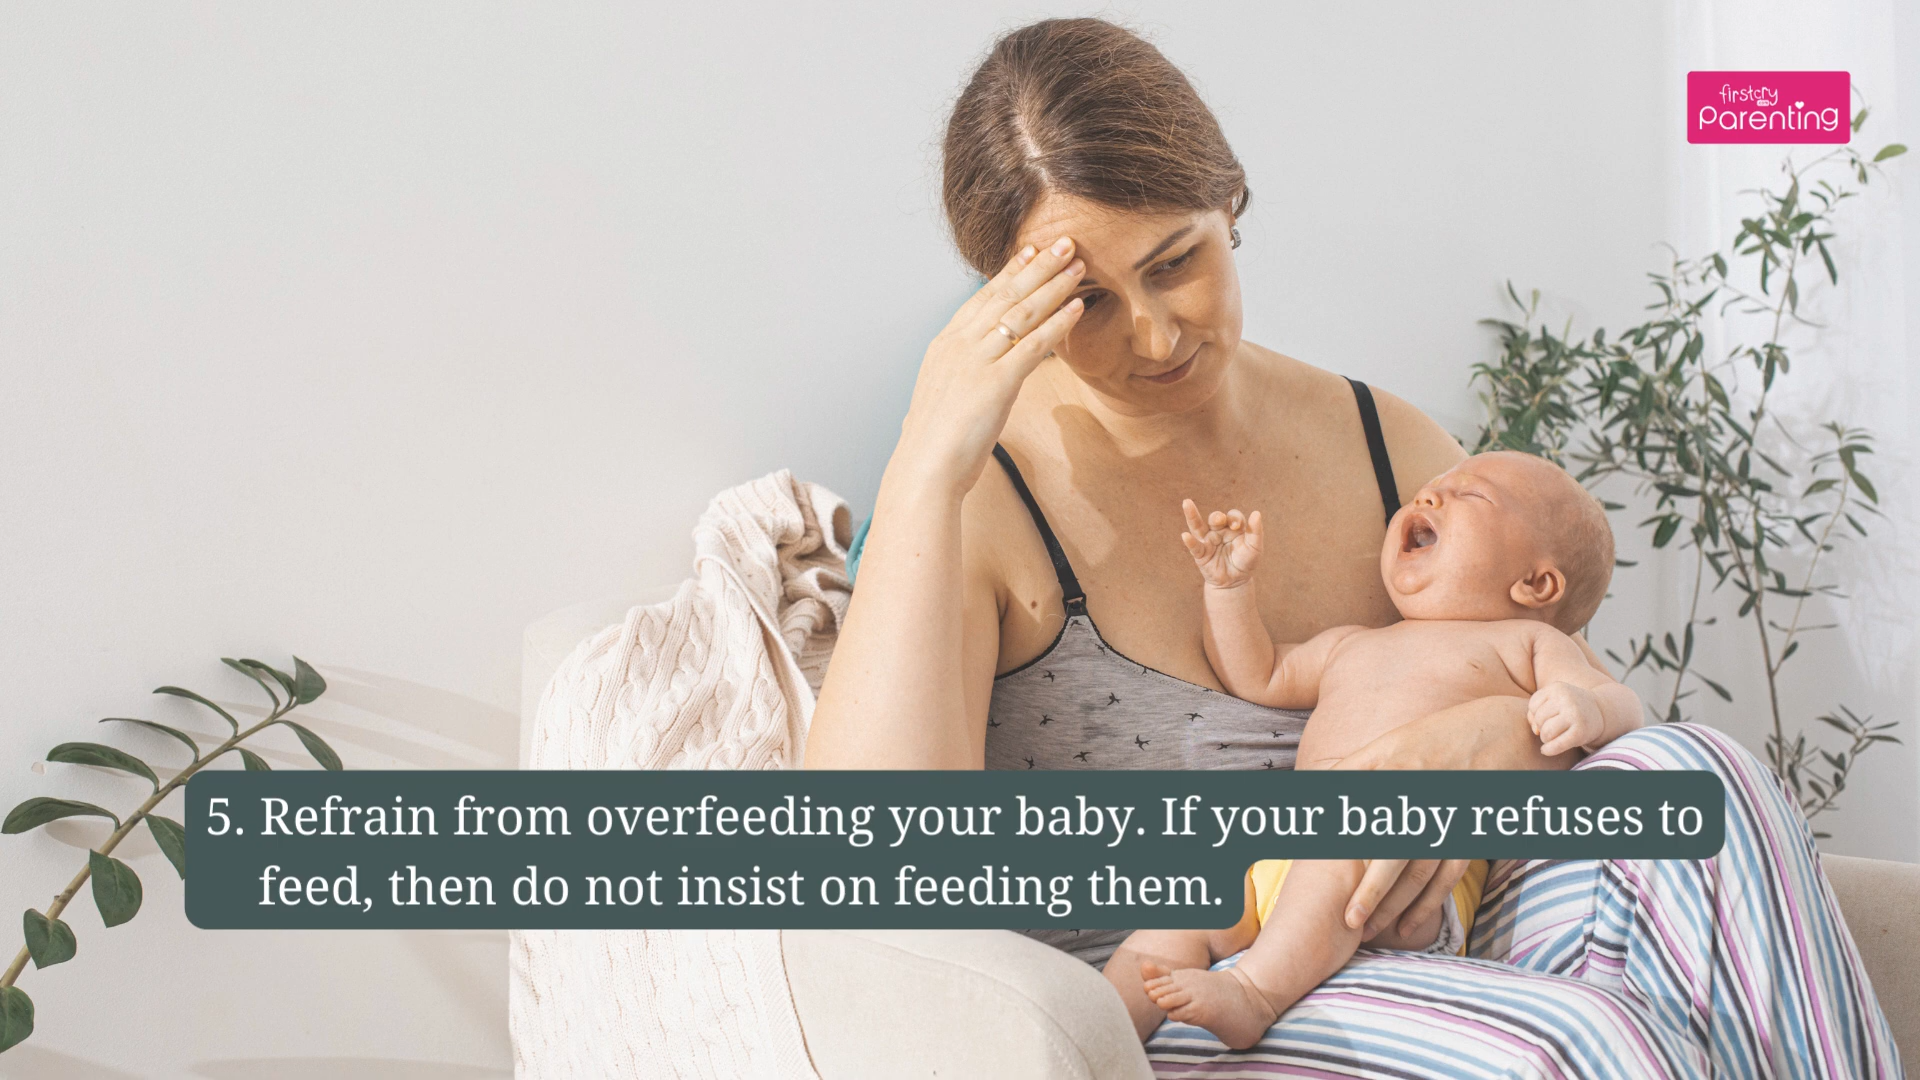 firstcry
Parenting
5. Refrain from overfeeding your baby. If your baby refuses to
feed, then do not insist on feeding them.